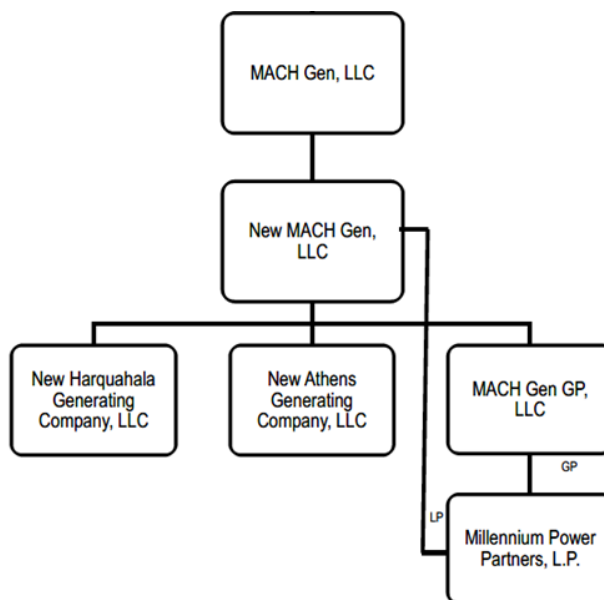 MACH Gen, LLC
New MACH Gen,
LLC
New Harquahala
Generating
Company, LLC
New Athens
Generating
Company, LLC
MACH Gen GP,
LLC
GP
LP
Millennium Power
Partners, L.P.